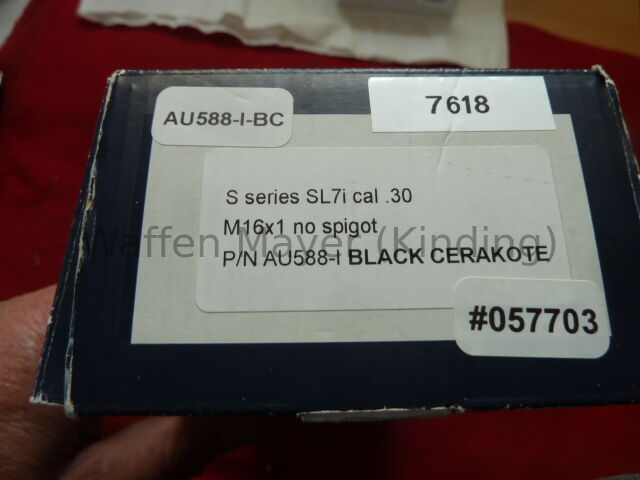 AU588-I-BC
7618
S series SL7i cal .30
M16x1 no spigot
Waffen Mayer (Kinding)
P/N AU588-I BLACK CERAKOTE
#057703